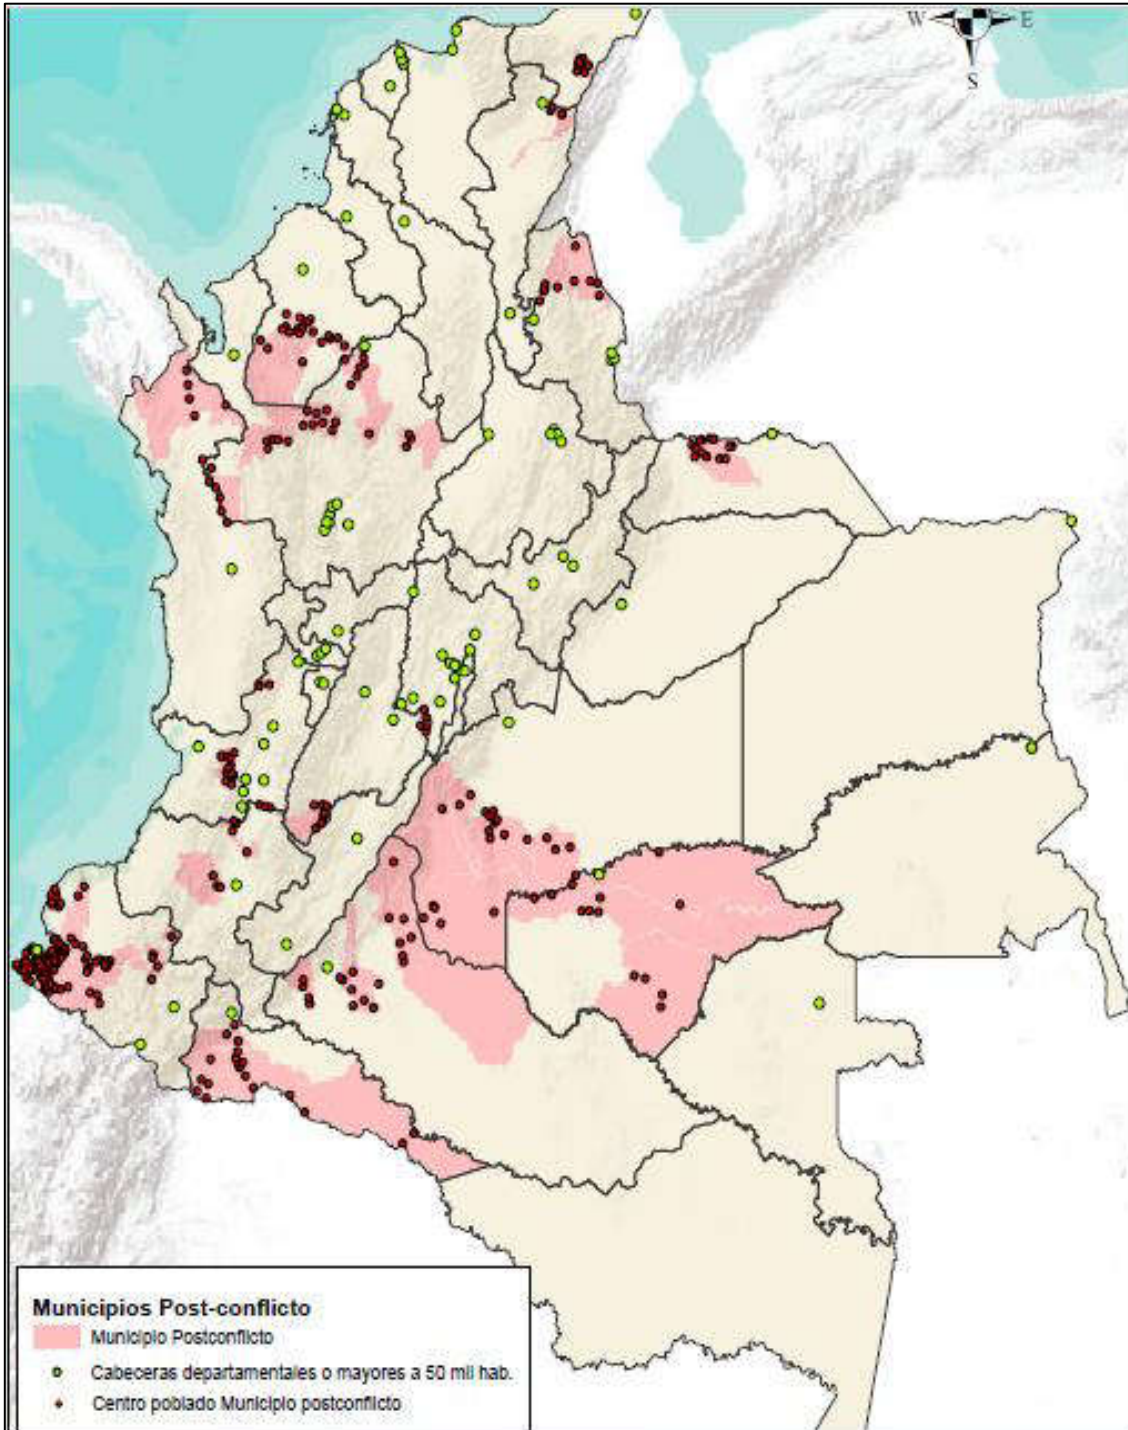 W E
S
Municipios Post-conflicto
Municipio Postconflicto
Cabeceras departamentales o mayores a 50 mil hab.
Centro poblado Municipio postconflicto